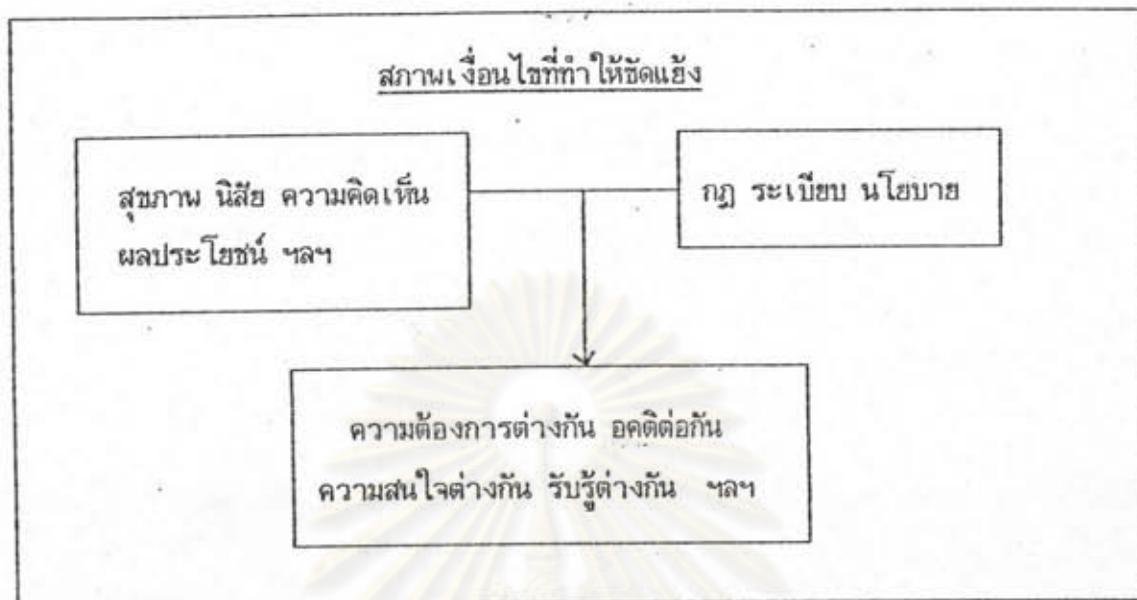 สภาพเงื่อนไขที่ทำให้ขัดแย้ง
สุขภาพ นิสัย ความคิดเห็น
ผลประโยชน์ ฯลฯ
กฎ ระเบียบ นโยบาย
ความต้องการต่างกัน อคติต่อกัน
ความสนใจต่างกัน รับรู้ต่างกัน ฯลฯ